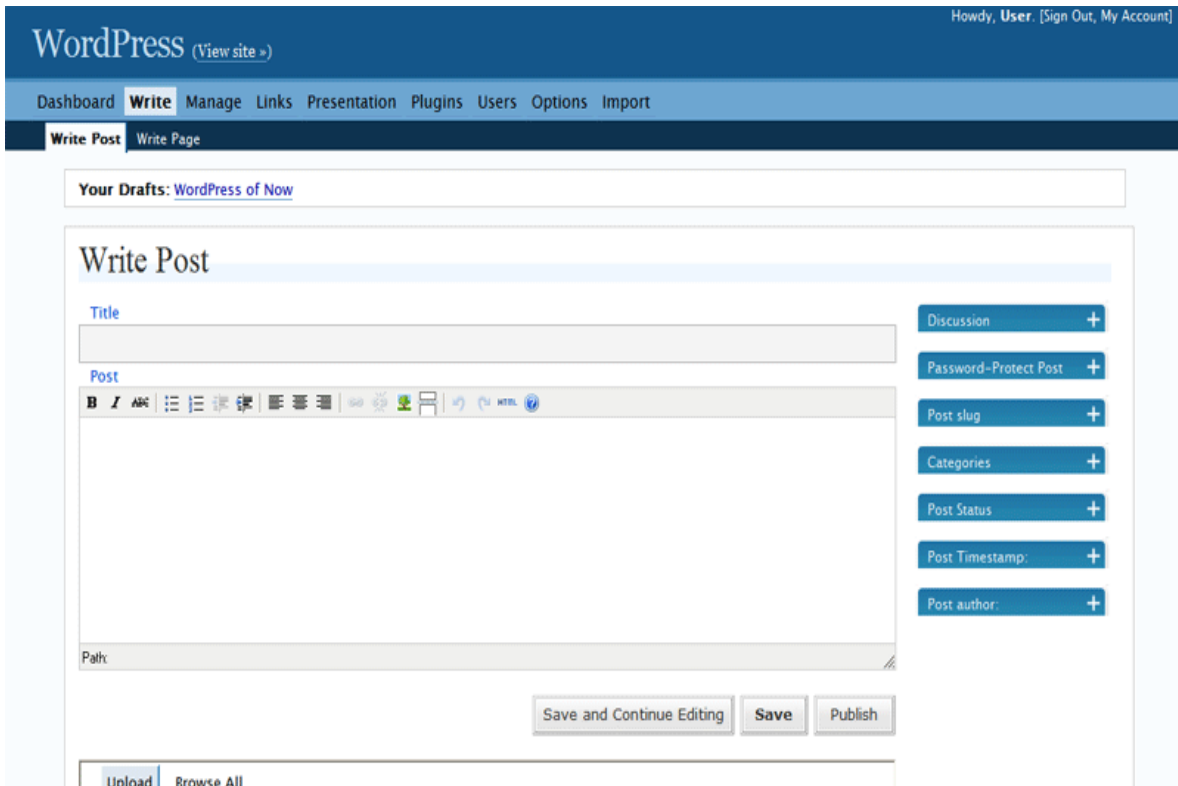 Howdy, User. [Sign Out, My Account]
WordPress (View site »)
Dashboard Write Manage Links Presentation Plugins Users Options Import
Write Post Write Page
Your Drafts: WordPress of Now
Write Post
Title
Post
B I ABC HTML ?
Path:
Save and Continue Editing Save Publish
Upload Browse All
Discussion +
Password-Protect Post +
Post slug +
Categories +
Post Status +
Post Timestamp: +
Post author: +